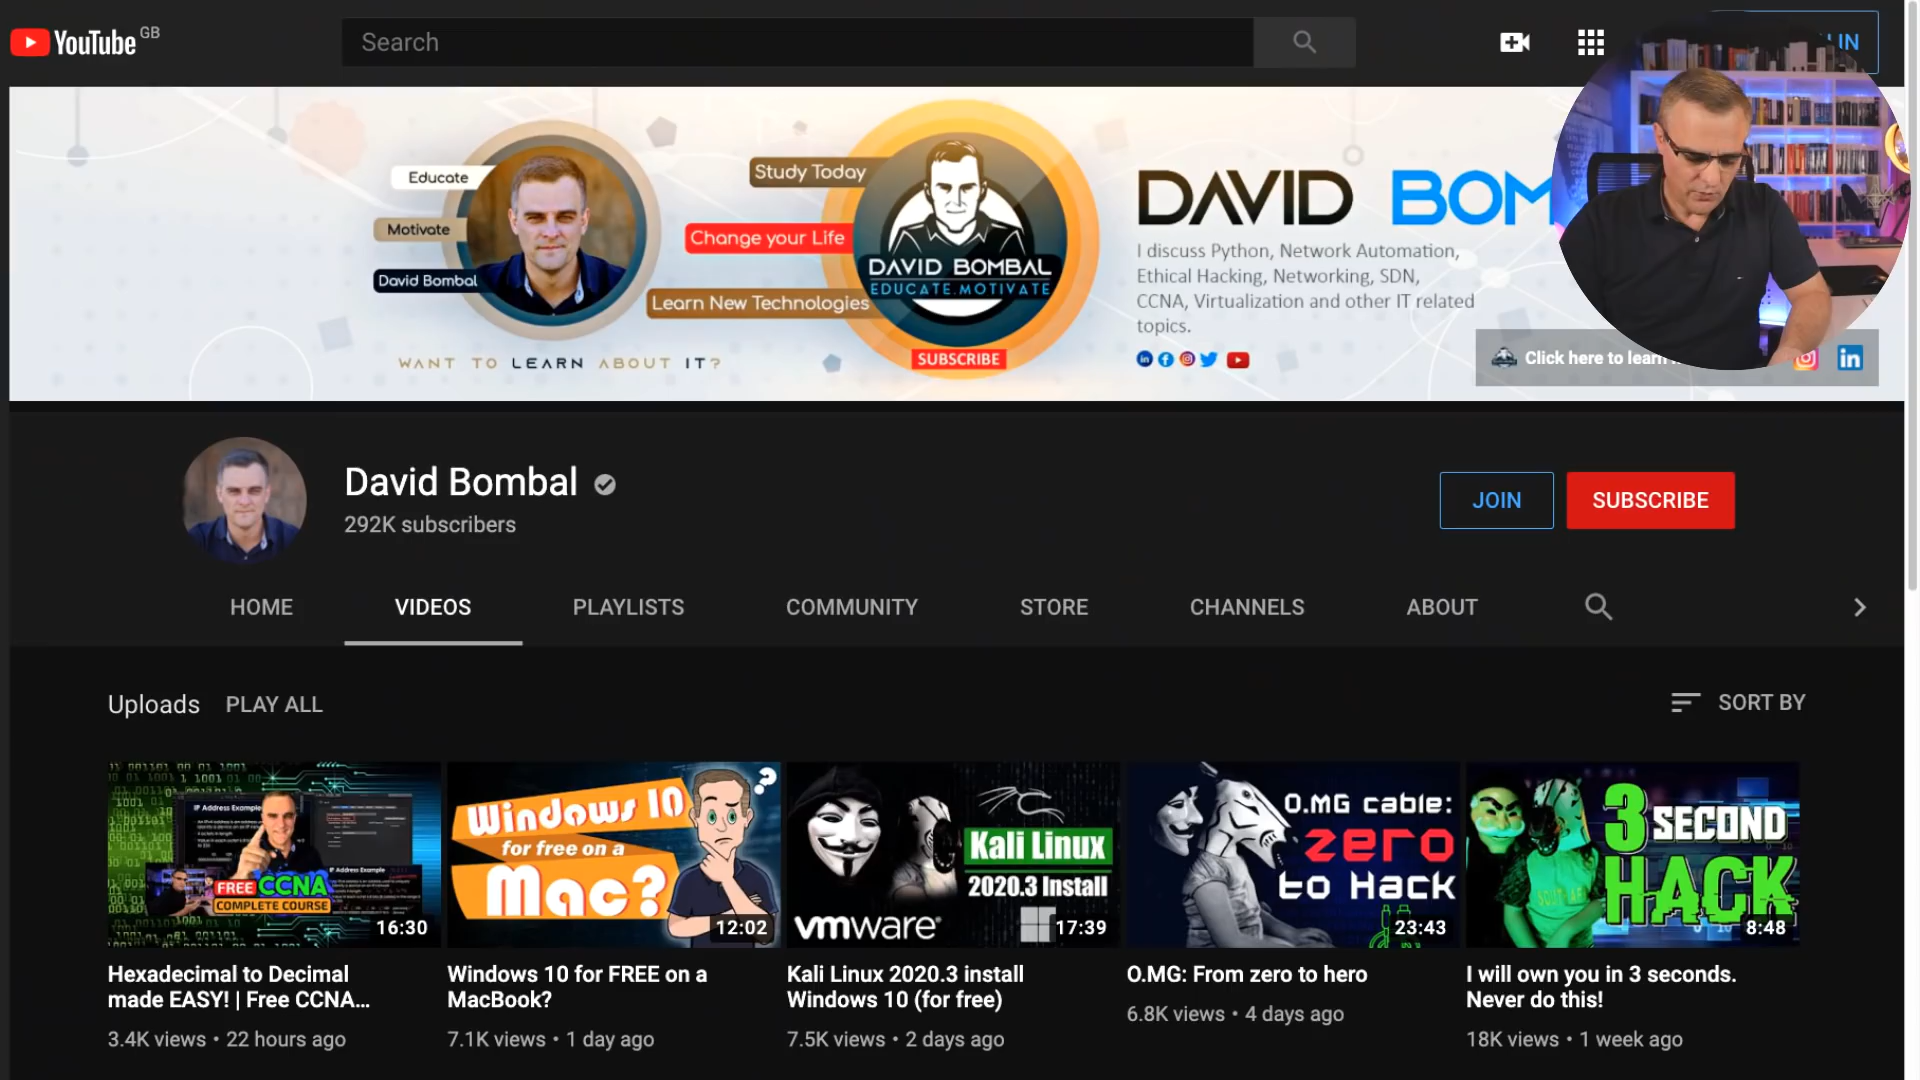 YouTube GB
Search
IN
Educate
Motivate
David Bombal
WANT TO LEARN ABOUT IT?
Study Today
Change your Life
Learn New Technologies
DAVID BOMBAL
EDUCATE.MOTIVATE
SUBSCRIBE
DAVID BOM
I discuss Python, Network Automation,
Ethical Hacking, Networking, SDN,
CCNA, Virtualization and other IT related
topics.
Click here to learn
David Bombal
292K subscribers
JOIN
SUBSCRIBE
HOME VIDEOS PLAYLISTS COMMUNITY STORE CHANNELS ABOUT
Uploads PLAY ALL
SORT BY
IP Address Example
IP Address Example
FREE CCNA
COMPLETE COURSE
16:30
Windows 10
for free on a
Mac?
?
12:02
Kali Linux
2020.3 Install
vmware
17:39
O.MG cable:
zero
to Hack
23:43
3 SECOND
HACK
8:48
Hexadecimal to Decimal
made EASY! | Free CCNA...
3.4K views • 22 hours ago
Windows 10 for FREE on a
MacBook?
7.1K views • 1 day ago
Kali Linux 2020.3 install
Windows 10 (for free)
7.5K views • 2 days ago
O.MG: From zero to hero
6.8K views • 4 days ago
I will own you in 3 seconds.
Never do this!
18K views • 1 week ago